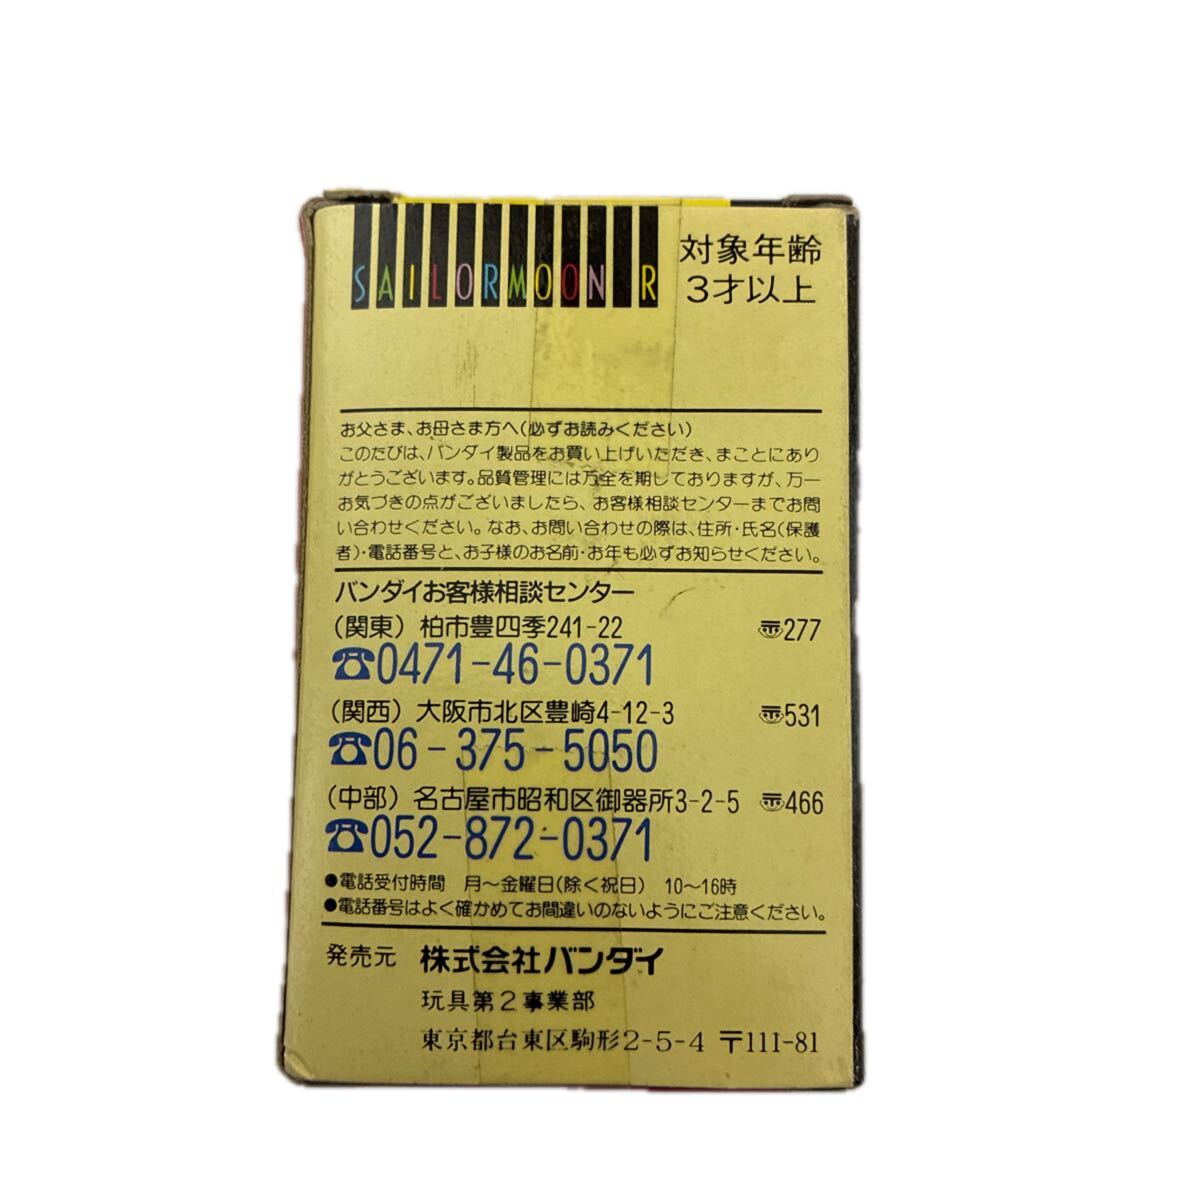 SAILORMOON R
対象年齢
3才以上
お父さま、お母さま方へ(必ずお読みください)
このたびは、バンダイ製品をお買い上げいただき、まことにあり
がとうございます。品質管理には万全を期しておりますが、万一
お気づきの点がございましたら、お客様相談センターまでお問
い合わせください。なお、お問い合わせの際は、住所・氏名(保護
者)・電話番号と、お子様のお名前・お年も必ずお知らせください。
バンダイお客様相談センター
(関東) 柏市豊四季241-22 〠277
☎0471-46-0371
(関西) 大阪市北区豊崎4-12-3 〠531
☎06-375-5050
(中部) 名古屋市昭和区御器所3-2-5 〠466
☎052-872-0371
●電話受付時間 月〜金曜日(除く祝日) 10〜16時
●電話番号はよく確かめてお間違いのないようにご注意ください。
発売元 株式会社バンダイ
玩具第2事業部
東京都台東区駒形2-5-4 〒111-81